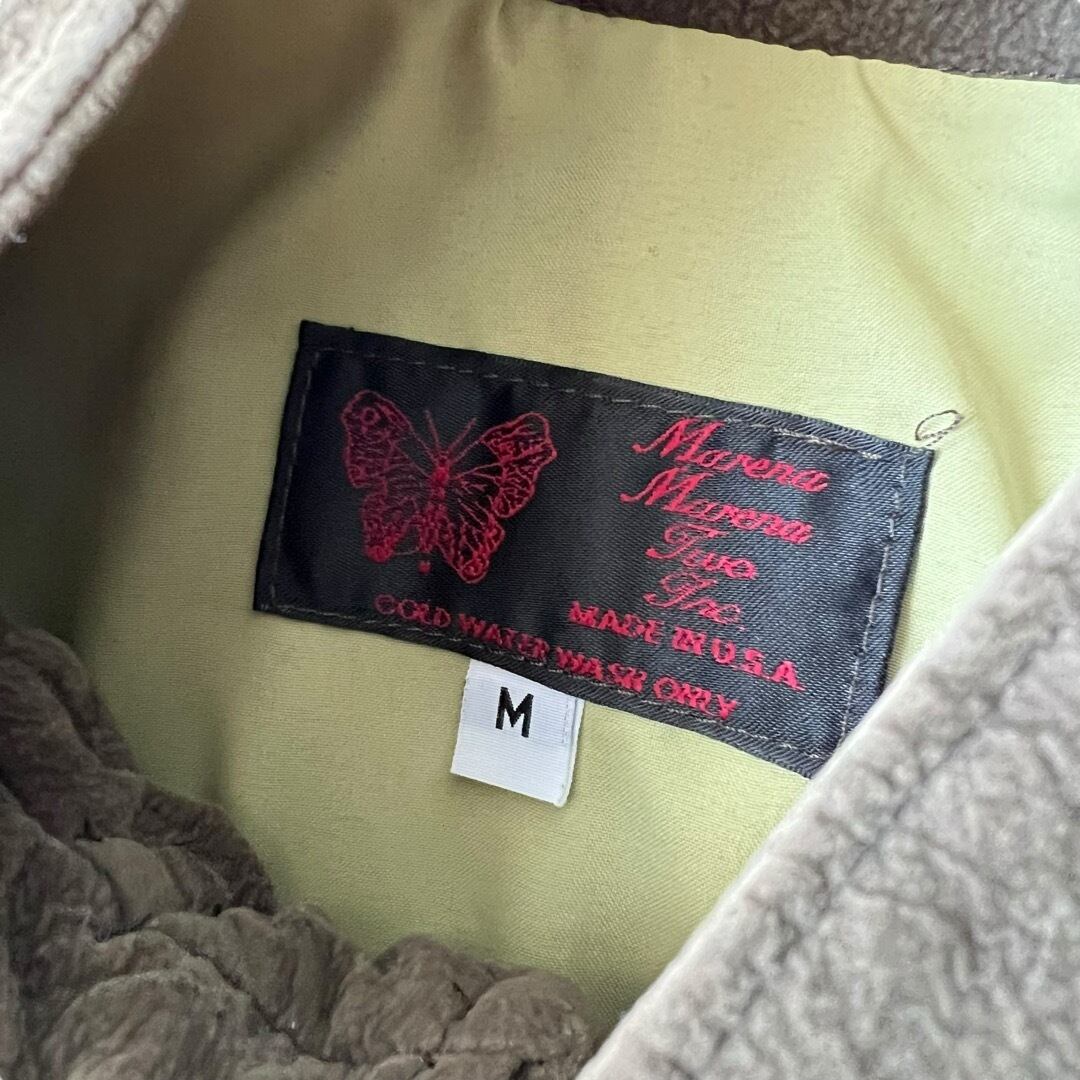 Marena
Marena
Two
Inc.
MADE IN U.S.A
COLD WATER WASH ONLY
M